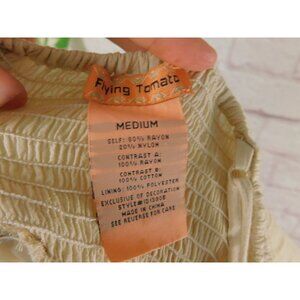 Flying Tomato
MEDIUM
SELF: 80% RAYON
20% NYLON
CONTRAST A:
100% RAYON
CONTRAST B:
100% COTTON
LINING: 100% POLYESTER
EXCLUSIVE OF DECORATION
MADE IN CHINA
SEE REVERSE FOR CARE